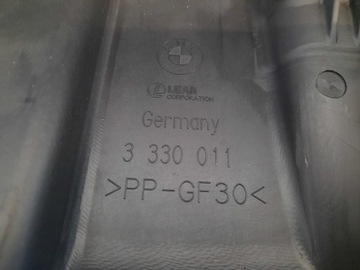 LEAR
CORPORATION
Germany
3 330 011
>PP-GF30<